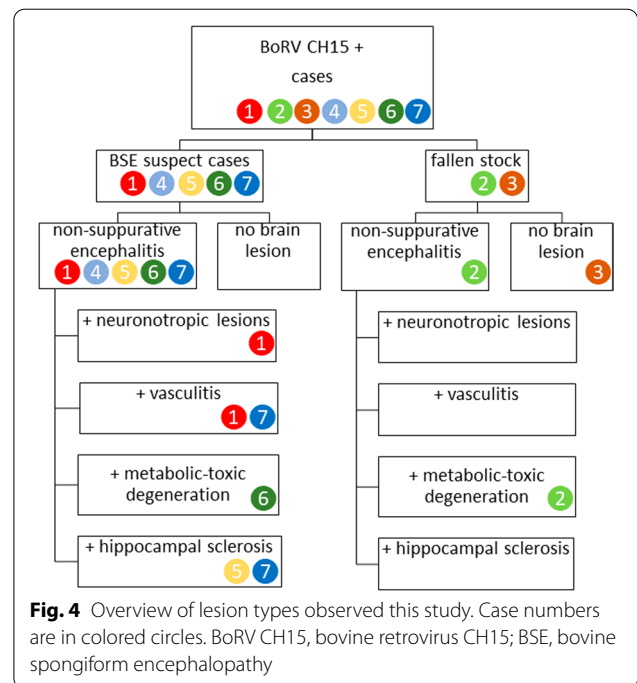 BoRV CH15 +
cases
1 2 3 4 5 6 7
BSE suspect cases
1 4 5 6 7
fallen stock
2 3
non-suppurative
encephalitis
1 4 5 6 7
no brain
lesion
non-suppurative
encephalitis
2
no brain
lesion
3
+ neuronotropic lesions
1
+ vasculitis
1 7
+ metabolic-toxic
degeneration 6
+ hippocampal sclerosis
5 7
+ neuronotropic lesions
+ vasculitis
+ metabolic-toxic
degeneration 2
+ hippocampal sclerosis
Fig. 4 Overview of lesion types observed this study. Case numbers
are in colored circles. BoRV CH15, bovine retrovirus CH15; BSE, bovine
spongiform encephalopathy